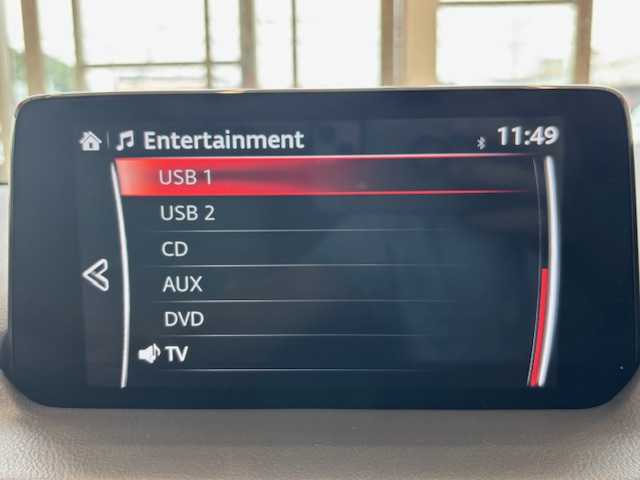 Entertainment 11:49
USB 1
USB 2
CD
AUX
DVD
TV